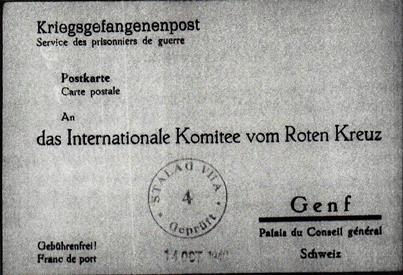 Kriegsgefangenenpost
Service des prisonniers de guerre
Postkarte
Carte postale
An
das Internationale Komitee vom Roten Kreuz
STALAG VIIA
4
Geprüft
Genf
Palais du Conseil général
Schweiz
Gebührenfrei!
Franc de port
14 OCT